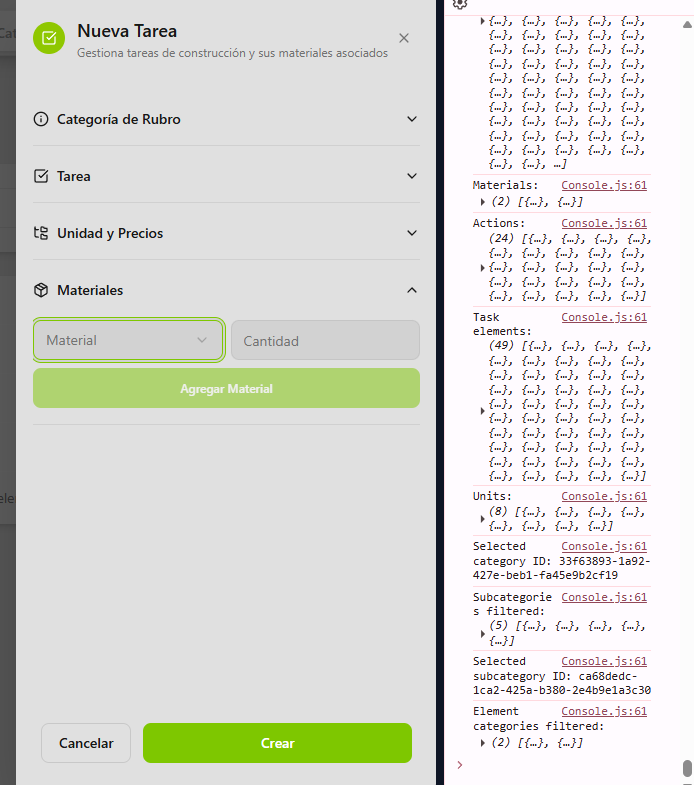 Cat
Nueva Tarea
Gestiona tareas de construcción y sus materiales asociados
Categoría de Rubro
Tarea
Unidad y Precios
Materiales
Material
Cantidad
Agregar Material
ele
Cancelar
Crear
{…}, {…}, {…}, {…},
{…}, {…}, {…}, {…},
{…}, {…}, {…}, {…},
{…}, {…}, {…}, {…},
{…}, {…}, {…}, {…},
{…}, {…}, {…}, {…},
{…}, {…}, {…}, {…},
{…}, {…}, {…}, {…},
{…}, {…}, {…}, {…},
{…}, {…}, {…}, {…},
{…}, {…}, …]
Materials: Console.js:61
(2) [{…}, {…}]
Actions: Console.js:61
(24) [{…}, {…}, {…}, {…},
{…}, {…}, {…}, {…},
{…}, {…}, {…}, {…},
{…}, {…}, {…}, {…},
{…}, {…}, {…}, {…}]
Task Console.js:61
elements:
(49) [{…}, {…}, {…}, {…},
{…}, {…}, {…}, {…},
{…}, {…}, {…}, {…},
{…}, {…}, {…}, {…},
{…}, {…}, {…}, {…},
{…}, {…}, {…}, {…},
{…}, {…}, {…}, {…},
{…}, {…}, {…}, {…},
{…}, {…}, {…}, {…},
{…}, {…}, {…}, {…}]
Units: Console.js:61
(8) [{…}, {…}, {…}, {…},
{…}, {…}, {…}, {…}]
Selected Console.js:61
category ID: 33f63893-1a92-
427e-beb1-fa45e9b2cf19
Subcategorie Console.js:61
s filtered:
(5) [{…}, {…}, {…}, {…},
{…}]
Selected Console.js:61
subcategory ID: ca68dedc-
1ca2-425a-b380-2e4b9e1a3c30
Element Console.js:61
categories filtered:
(2) [{…}, {…}]